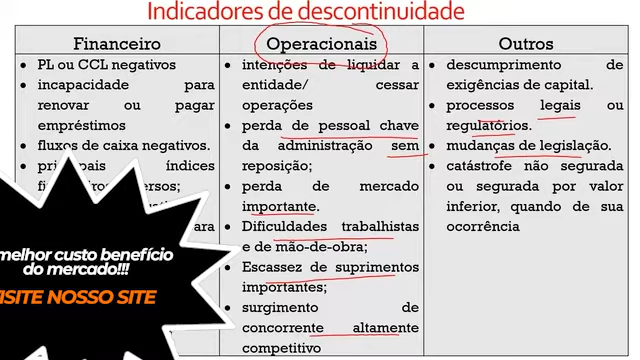 Indicadores de descontinuidade
Financeiro
• PL ou CCL negativos
• incapacidade para
renovar ou pagar
empréstimos
• fluxos de caixa negativos.
• principais índices
Operacionais
• intenções de liquidar a
entidade/ cessar
operações
• perda de pessoal chave
da administração sem
reposição;
• perda de mercado
importante.
• Dificuldades trabalhistas
e de mão-de-obra;
• Escassez de suprimentos
importantes;
• surgimento de
concorrente altamente
competitivo
Outros
• descumprimento de
exigências de capital.
• processos legais ou
regulatórios.
• mudanças de legislação.
• catástrofe não segurada
ou segurada por valor
inferior, quando de sua
ocorrência
melhor custo benefício
do mercado!!!
ISITE NOSSO SITE